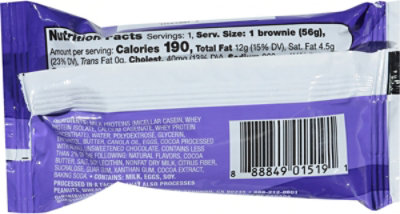 Nutrition Facts Servings: 1, Serv. Size: 1 brownie (56g),
Amount per serving: Calories 190, Total Fat 12g (15% DV), Sat. Fat 4.5g
(23% DV), Trans Fat 0g, Cholest. 40mg (13% DV), Sodium
INGREDIENTS: MILK PROTEINS (MICELLAR CASEIN, WHEY
PROTEIN ISOLATE, CALCIUM CASEINATE, WHEY PROTEIN
WATER, POLYDEXTROSE, GLYCERIN,
BUTTER, CANOLA OIL, EGGS, COCOA PROCESSED
WITH ALKALI, UNSWEETENED CHOCOLATE. CONTAINS LESS
THAN 2% OF THE FOLLOWING: NATURAL FLAVORS, COCOA
BUTTER, SALT, SOY LECITHIN, NONFAT DRY MILK, CITRUS FIBER,
SUCRALOSE, GUAR GUM, XANTHAN GUM, COCOA EXTRACT,
BAKING SODA. • CONTAINS: MILK, EGGS, SOY.
PROCESSED IN A FACILITY THAT ALSO PROCESSES
PEANUTS, WHEAT
8 88849 01519 1